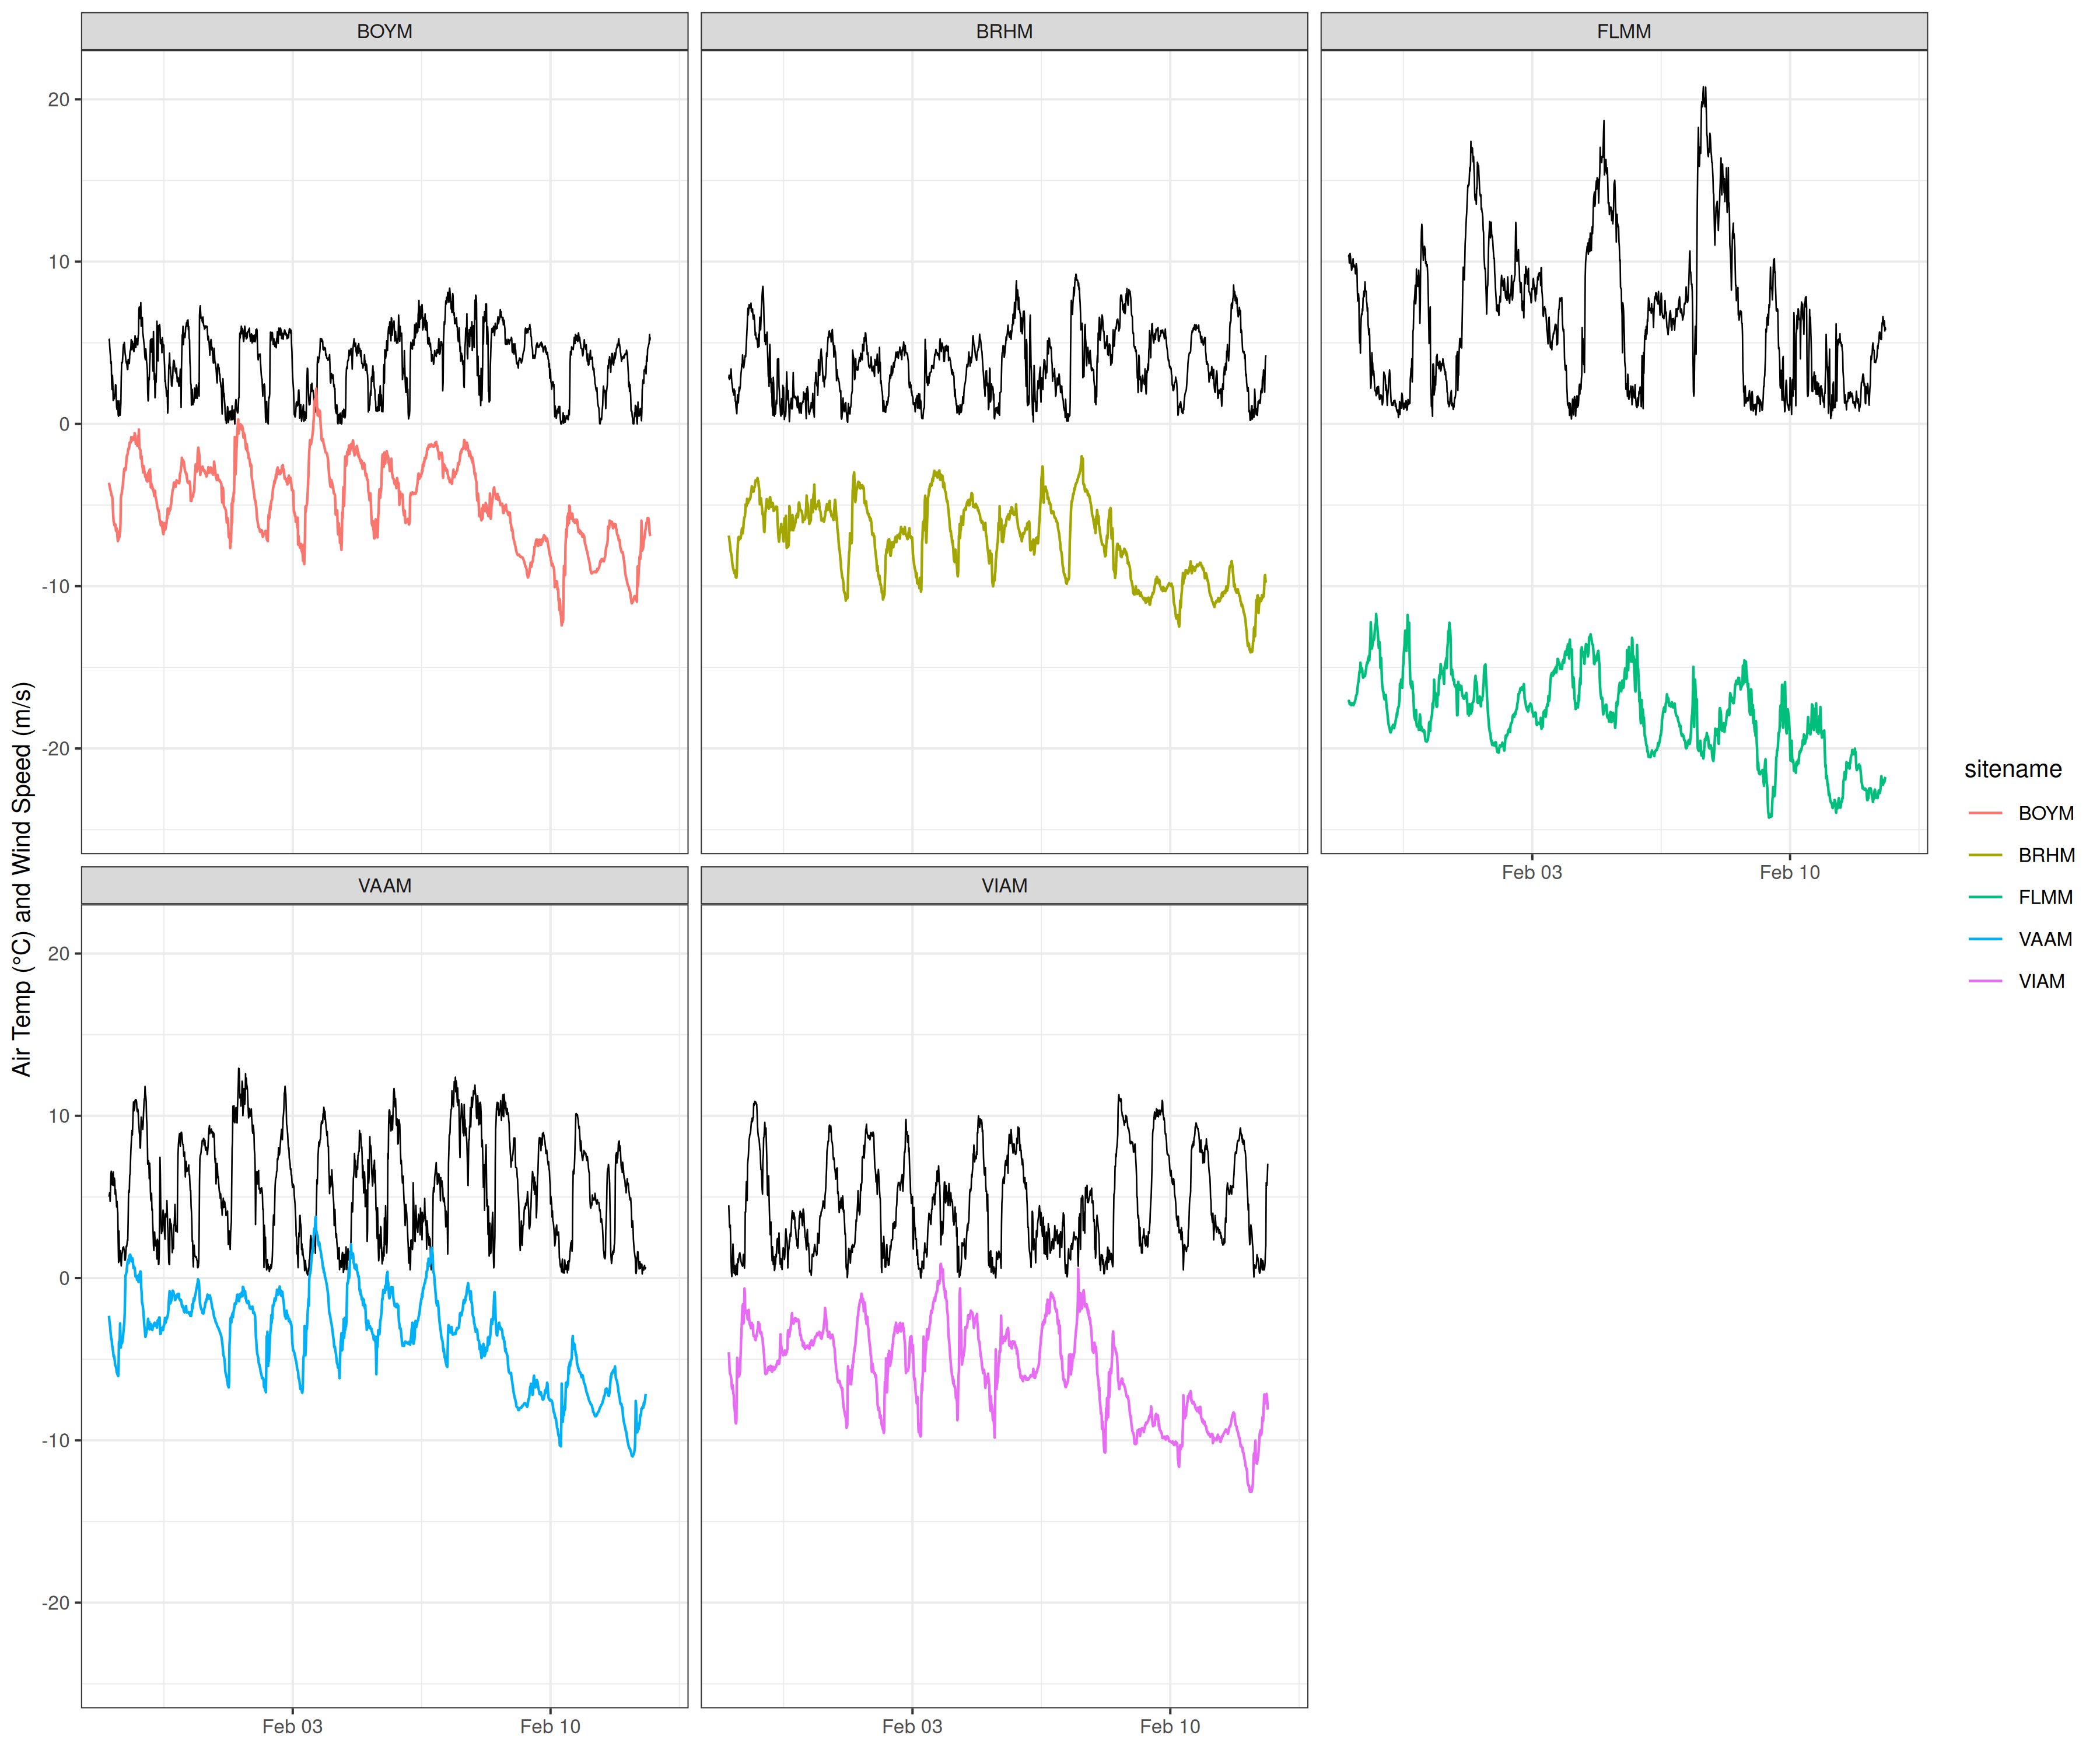 BOYM
BRHM
FLMM
20
10
0
-10
-20
Feb 03
Feb 10
VAAM
VIAM
20
10
0
-10
-20
Feb 03
Feb 10
Feb 03
Feb 10
Air Temp (°C) and Wind Speed (m/s)
sitename
BOYM
BRHM
FLMM
VAAM
VIAM